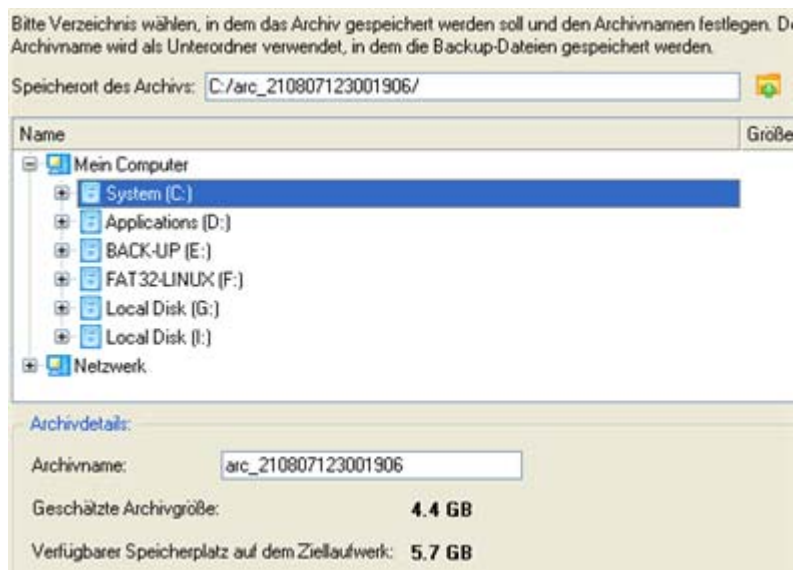 Bitte Verzeichnis wählen, in dem das Archiv gespeichert werden soll und den Archivnamen festlegen.
Archivname wird als Unterordner verwendet, in dem die Backup-Dateien gespeichert werden.
Speicherort des Archivs: C:/arc_210807123001906/
Name Größe
Mein Computer
System (C:)
Applications (D:)
BACK-UP (E:)
FAT32-LINUX (F:)
Local Disk (G:)
Local Disk (I:)
Netzwerk
Archivdetails:
Archivname: arc_210807123001906
Geschätzte Archivgröße: 4.4 GB
Verfügbarer Speicherplatz auf dem Ziellaufwerk: 5.7 GB